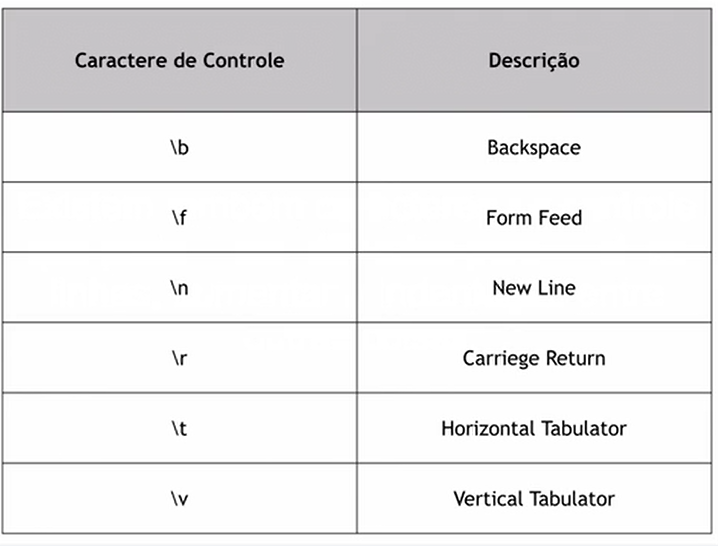 Caractere de Controle Descrição
\b Backspace
\f Form Feed
\n New Line
\r Carriege Return
\t Horizontal Tabulator
\v Vertical Tabulator